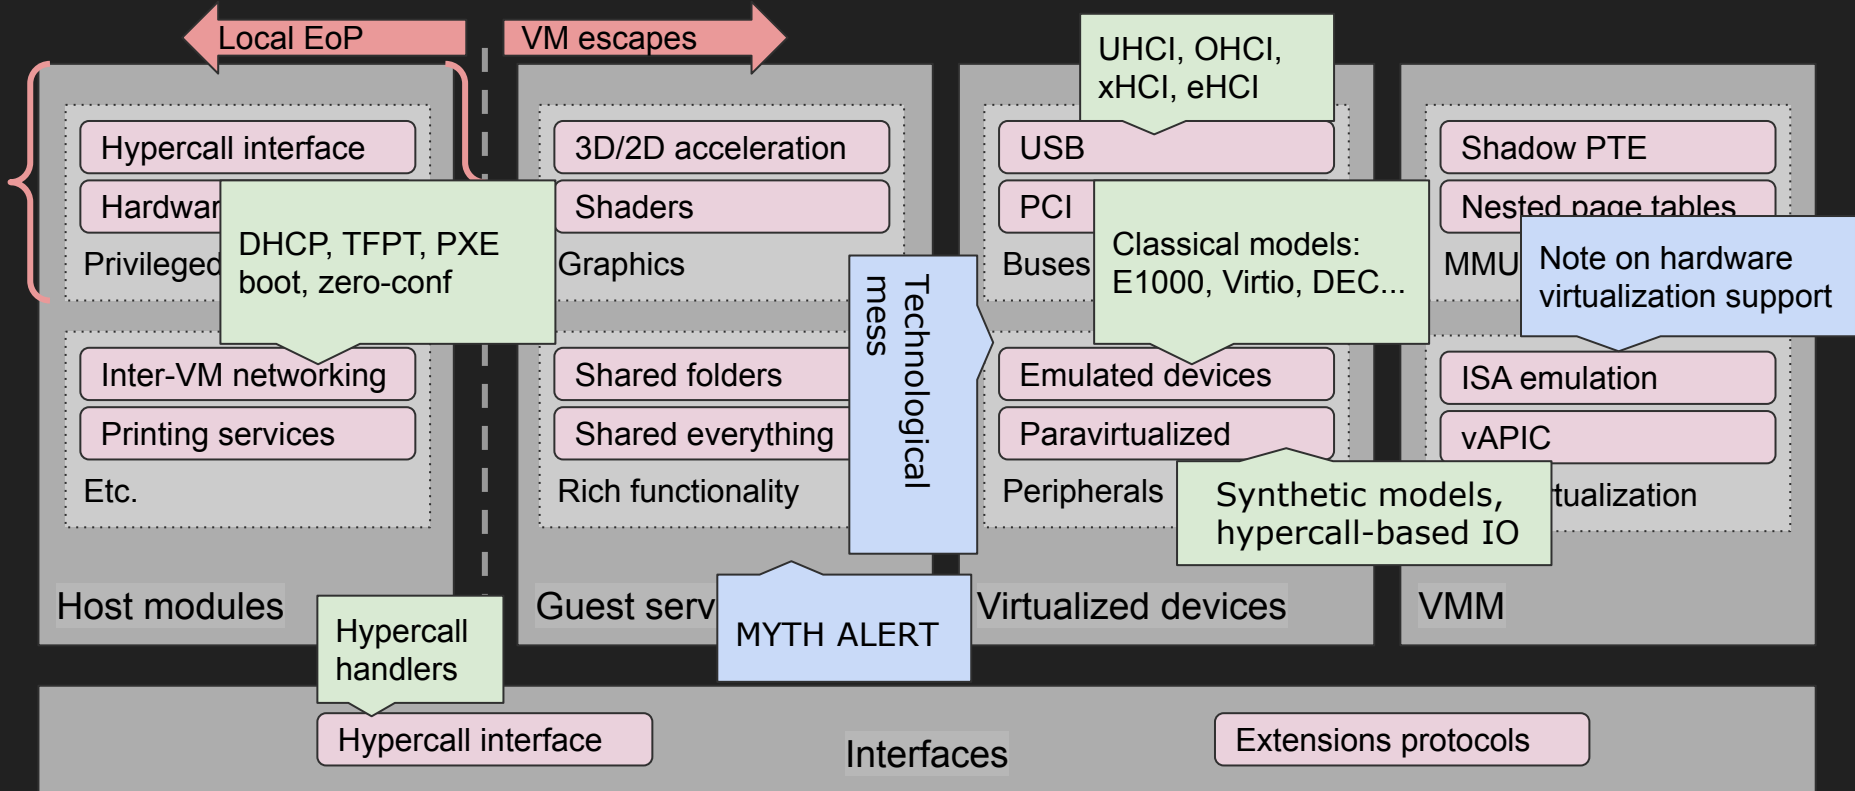 Local EoP
VM escapes
UHCI, OHCI,
xHCI, eHCI
Hypercall interface
Privileged
DHCP, TFPT, PXE
boot, zero-conf
Inter-VM networking
Printing services
Etc.
Host modules
Hypercall
handlers
3D/2D acceleration
Shaders
Graphics
Shared folders
Shared everything
Rich functionality
Guest serv
MYTH ALERT
Technological
mess
USB
PCI
Buses
Classical models:
E1000, Virtio, DEC...
Emulated devices
Paravirtualized
Peripherals
Synthetic models,
hypercall-based IO
Virtualized devices
Shadow PTE
Nested page tables
MMU
Note on hardware
virtualization support
ISA emulation
vAPIC
tualization
VMM
Hypercall interface
Interfaces
Extensions protocols